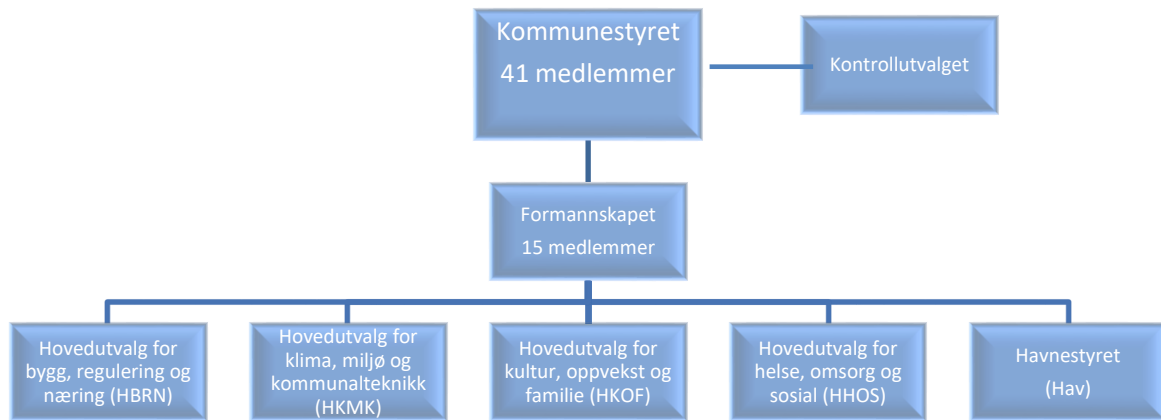 Kommunestyret
41 medlemmer
Kontrollutvalget
Formannskapet
15 medlemmer
Hovedutvalg for
bygg, regulering og
næring (HBRN)
Hovedutvalg for
klima, miljø og
kommunalteknikk
(HKMK)
Hovedutvalg for
kultur, oppvekst og
familie (HKOF)
Hovedutvalg for
helse, omsorg og
sosial (HHOS)
Havnestyret
(Hav)